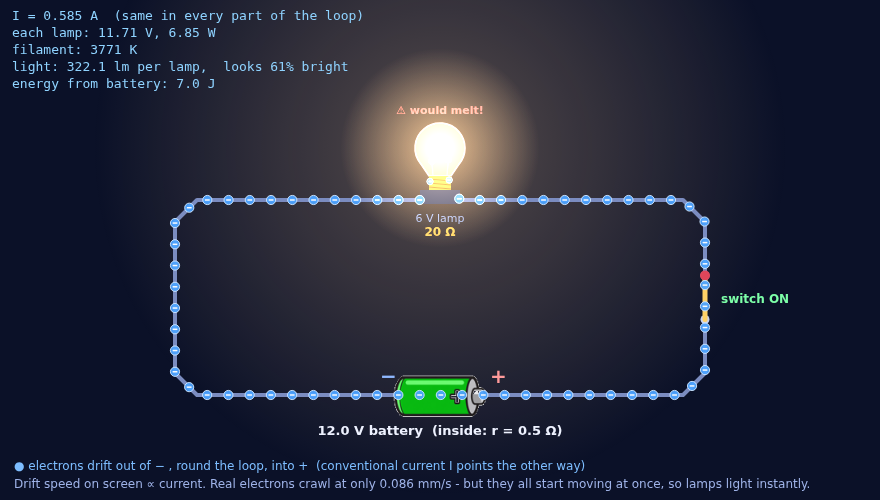 I = 0.585 A  (same in every part of the loop)
each lamp: 11.71 V, 6.85 W
filament: 3771 K
light: 322.1 lm per lamp,  looks 61% bright
energy from battery: 7.0 J
⚠ would melt!
6 V lamp
20 Ω
switch ON
− +
12.0 V battery  (inside: r = 0.5 Ω)
● electrons drift out of − , round the loop, into +  (conventional current I points the other way)
Drift speed on screen ∝ current. Real electrons crawl at only 0.086 mm/s - but they all start moving at once, so lamps light instantly.